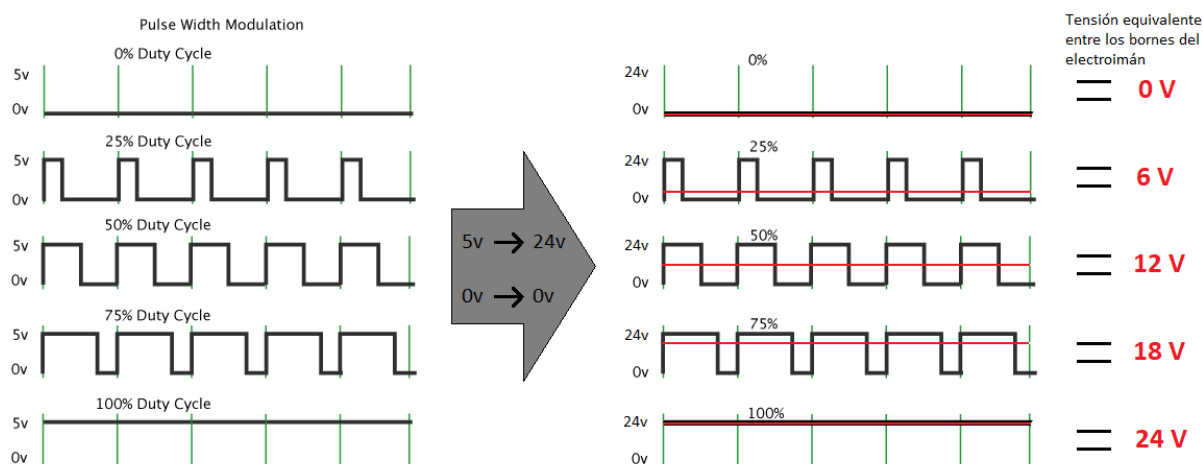 Pulse Width Modulation
0% Duty Cycle
5v
0v
25% Duty Cycle
5v
0v
50% Duty Cycle
5v
0v
75% Duty Cycle
5v
0v
100% Duty Cycle
5v
0v
5v → 24v
0v → 0v
0%
24v
0v
25%
24v
0v
50%
24v
0v
75%
24v
0v
100%
24v
0v
Tensión equivalente
entre los bornes del
electroimán
= 0 V
= 6 V
= 12 V
= 18 V
= 24 V